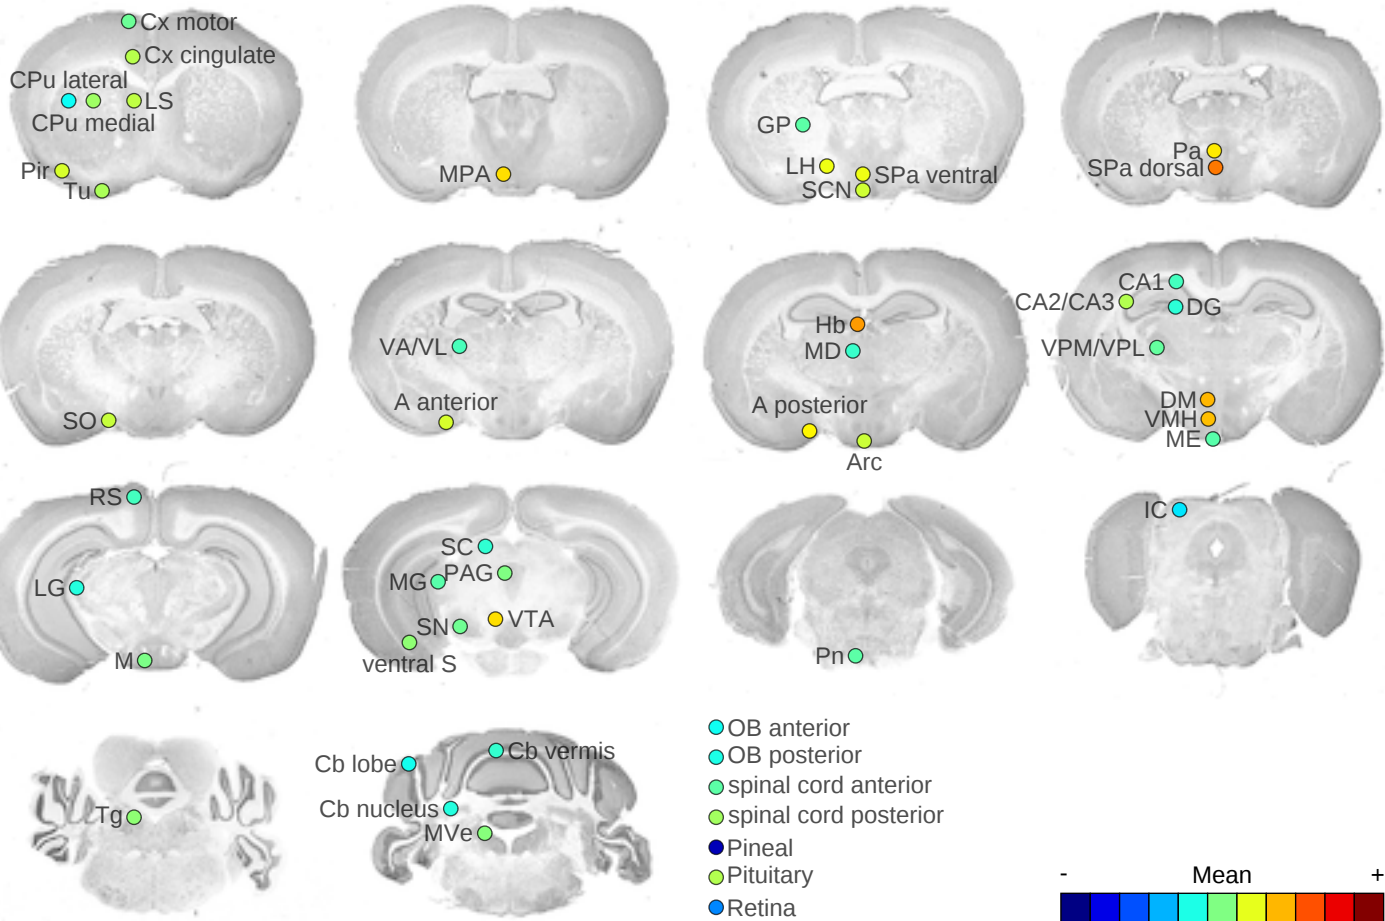 Cx motor
Cx cingulate
CPu lateral
LS
CPu medial
Pir
Tu
MPA
GP
LH
SPa ventral
SCN
Pa
SPa dorsal
SO
VA/VL
A anterior
Hb
MD
A posterior
Arc
CA1
CA2/CA3
DG
VPM/VPL
DM
VMH
ME
RS
LG
M
SC
PAG
MG
VTA
SN
ventral S
Pn
IC
Tg
Cb vermis
Cb lobe
Cb nucleus
MVe
OB anterior
OB posterior
spinal cord anterior
spinal cord posterior
Pineal
Pituitary
Retina
- Mean +